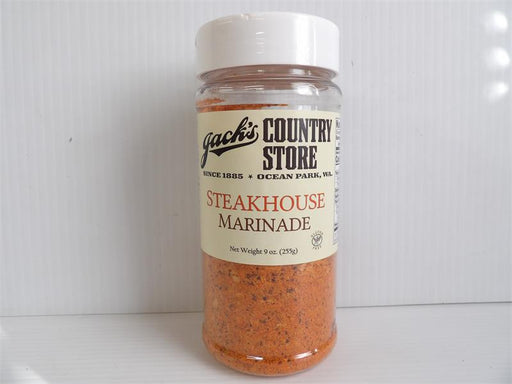 Jack's COUNTRY
STORE
SINCE 1885 * OCEAN PARK, WA.
STEAKHOUSE
MARINADE
Net Weight 9 oz. (255g)